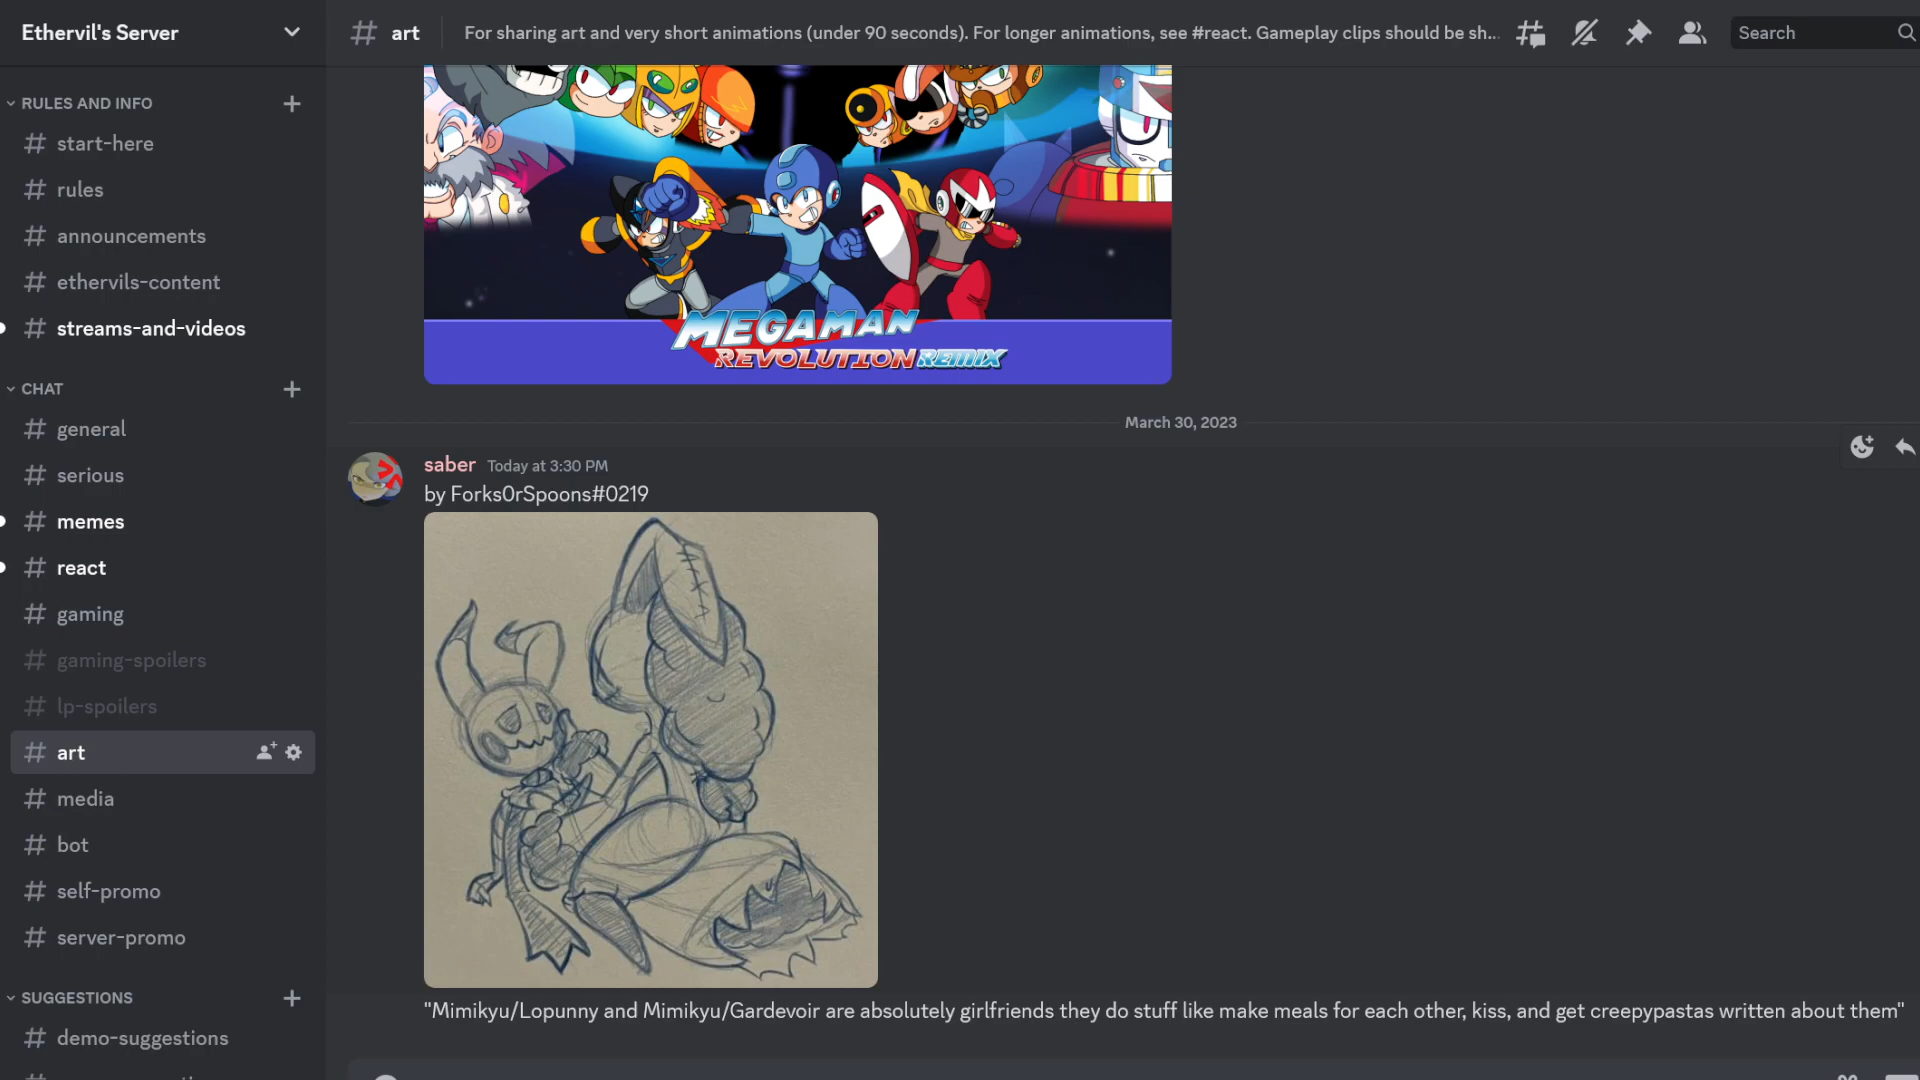 Ethervil's Server
RULES AND INFO
start-here
rules
announcements
ethervils-content
streams-and-videos
CHAT
general
serious
memes
react
gaming
gaming-spoilers
lp-spoilers
art
media
bot
self-promo
server-promo
SUGGESTIONS
demo-suggestions
art
For sharing art and very short animations (under 90 seconds). For longer animations, see #react. Gameplay clips should be sh...
Search
MEGAMAN
REVOLUTION REMIX
March 30, 2023
saber Today at 3:30 PM
by Forks0rSpoons#0219
"Mimikyu/Lopunny and Mimikyu/Gardevoir are absolutely girlfriends they do stuff like make meals for each other, kiss, and get creepypastas written about them"